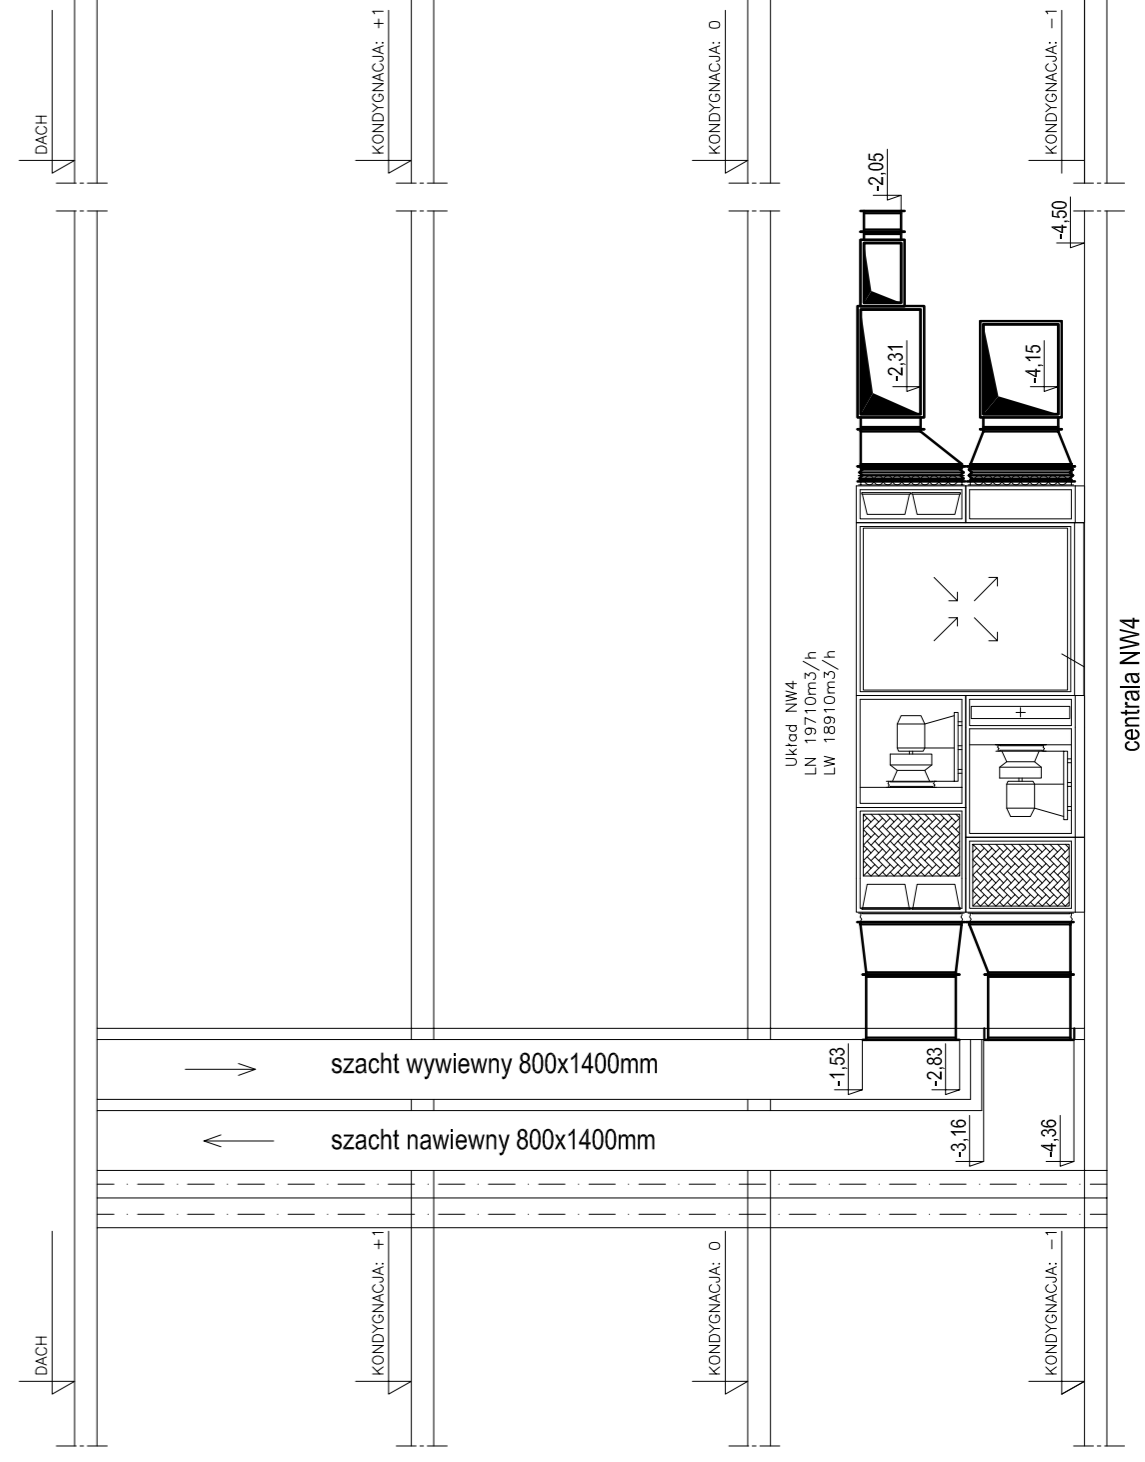 DACH
KONDYGNACJA: +1
KONDYGNACJA: 0
KONDYGNACJA: -1
-2,05
-4,50
-2,31
-4,15
Układ NW4
LN 19710m3/h
LW 18910m3/h
centrala NW4
szacht wywiewny 800x1400mm
-1,53
-2,83
szacht nawiewny 800x1400mm
-3,16
-4,36
DACH
KONDYGNACJA: +1
KONDYGNACJA: 0
KONDYGNACJA: -1